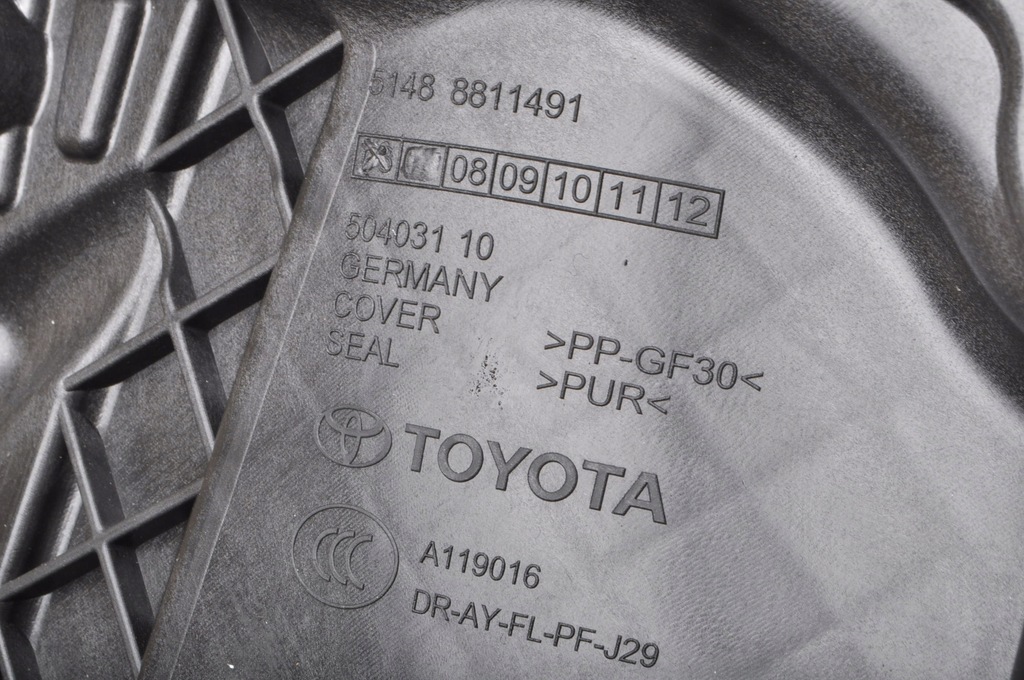 5148 8811491
08 09 10 11 12
504031 10
GERMANY
COVER
SEAL
>PP-GF30<
>PUR<
TOYOTA
CCC
A119016
DR-AY-FL-PF-J29